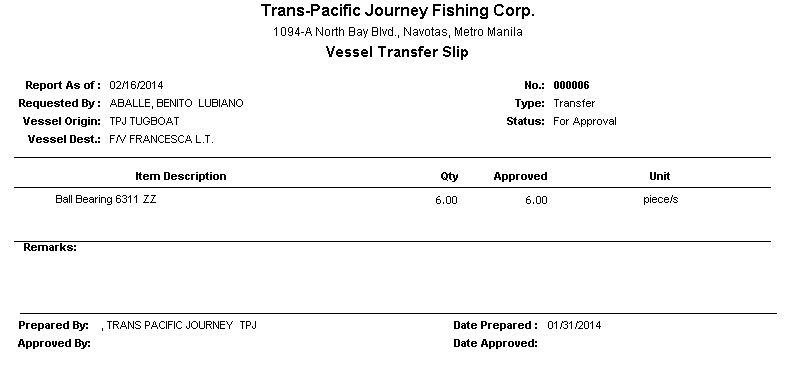 Trans-Pacific Journey Fishing Corp.
1094-A North Bay Blvd., Navotas, Metro Manila
Vessel Transfer Slip
Report As of : 02/16/2014 No.: 000006
Requested By : ABALLE, BENITO LUBIANO Type: Transfer
Vessel Origin: TPJ TUGBOAT Status: For Approval
Vessel Dest.: F/V FRANCESCA L.T.
Item Description Qty Approved Unit
Ball Bearing 6311 ZZ 6.00 6.00 piece/s
Remarks:
Prepared By: , TRANS PACIFIC JOURNEY TPJ Date Prepared : 01/31/2014
Approved By: Date Approved: